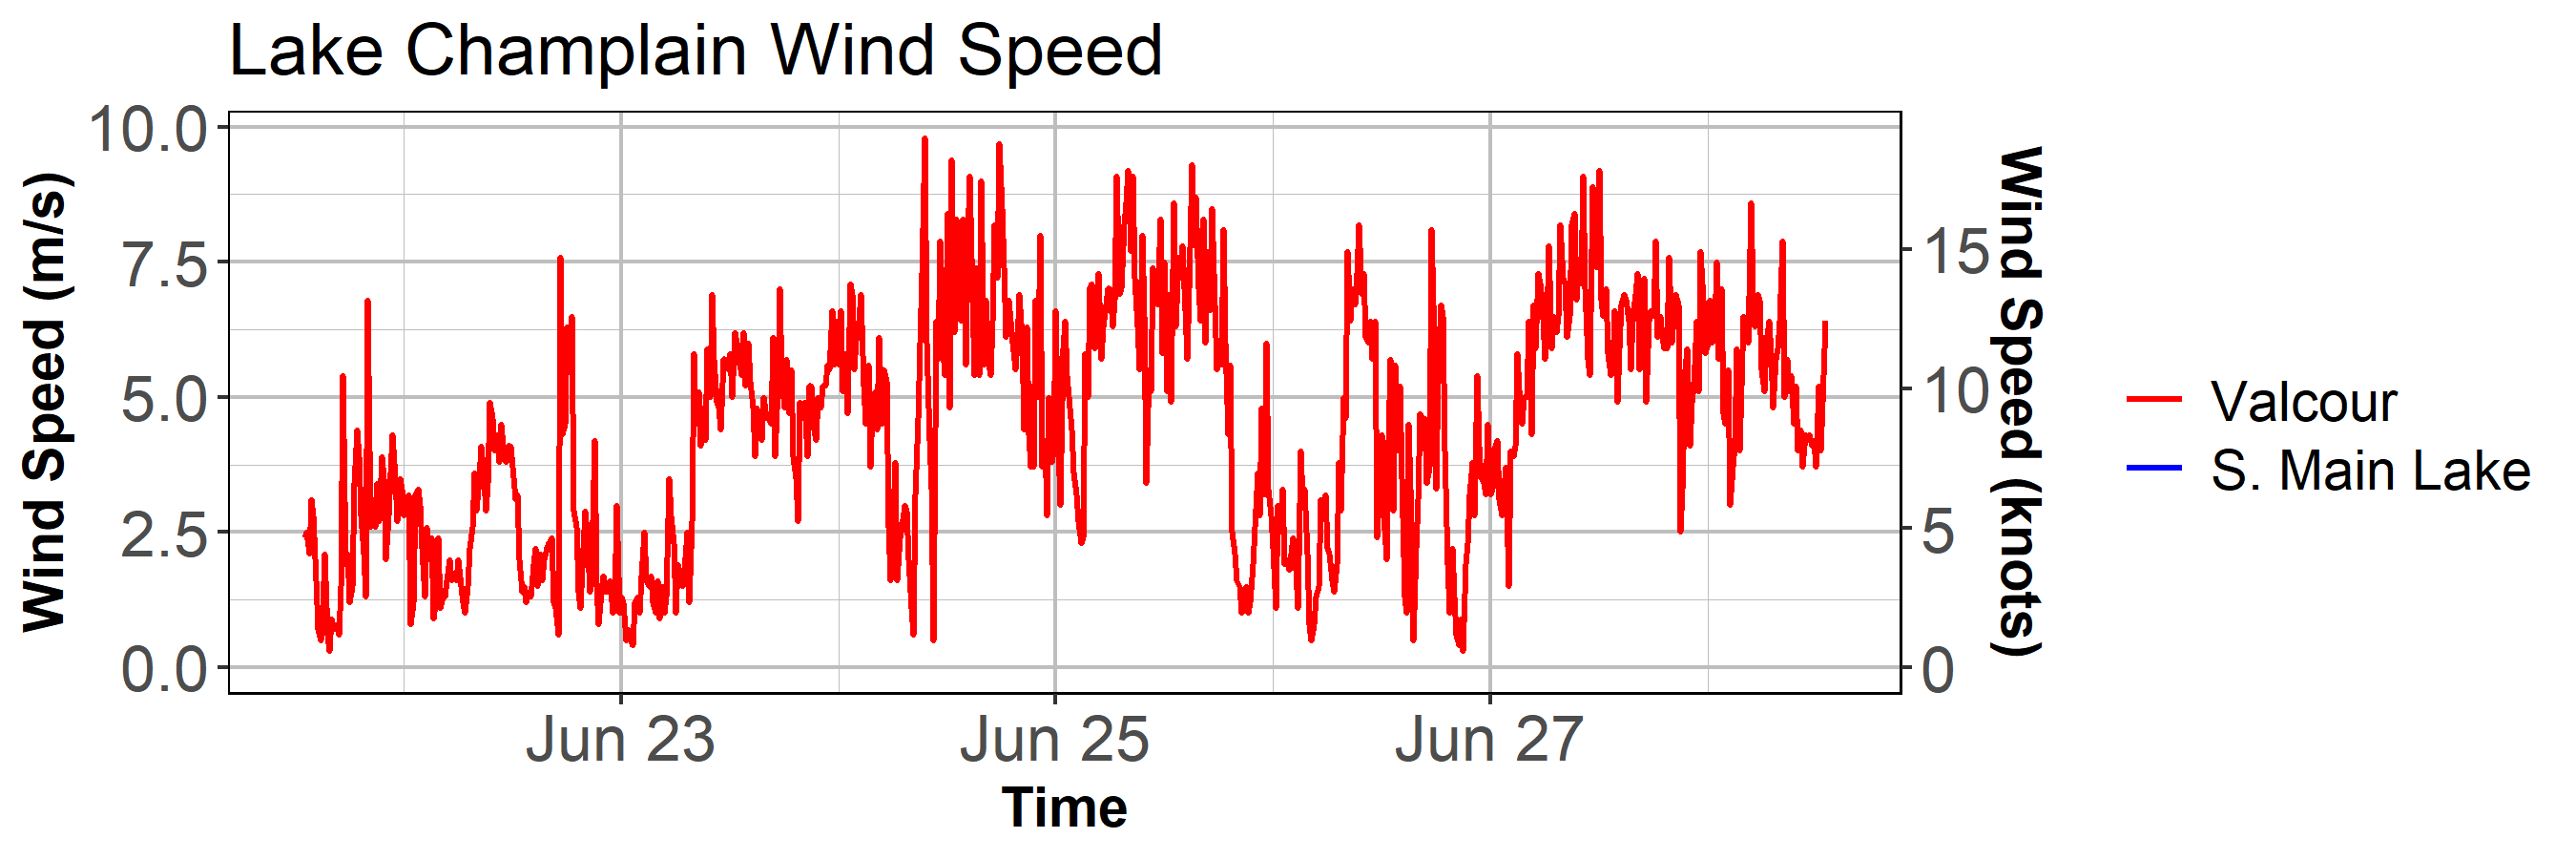 Lake Champlain Wind Speed
Wind Speed (m/s)
10.0
7.5
5.0
2.5
0.0
Wind Speed (knots)
15
10
5
0
Jun 23
Jun 25
Jun 27
Time
Valcour
S. Main Lake